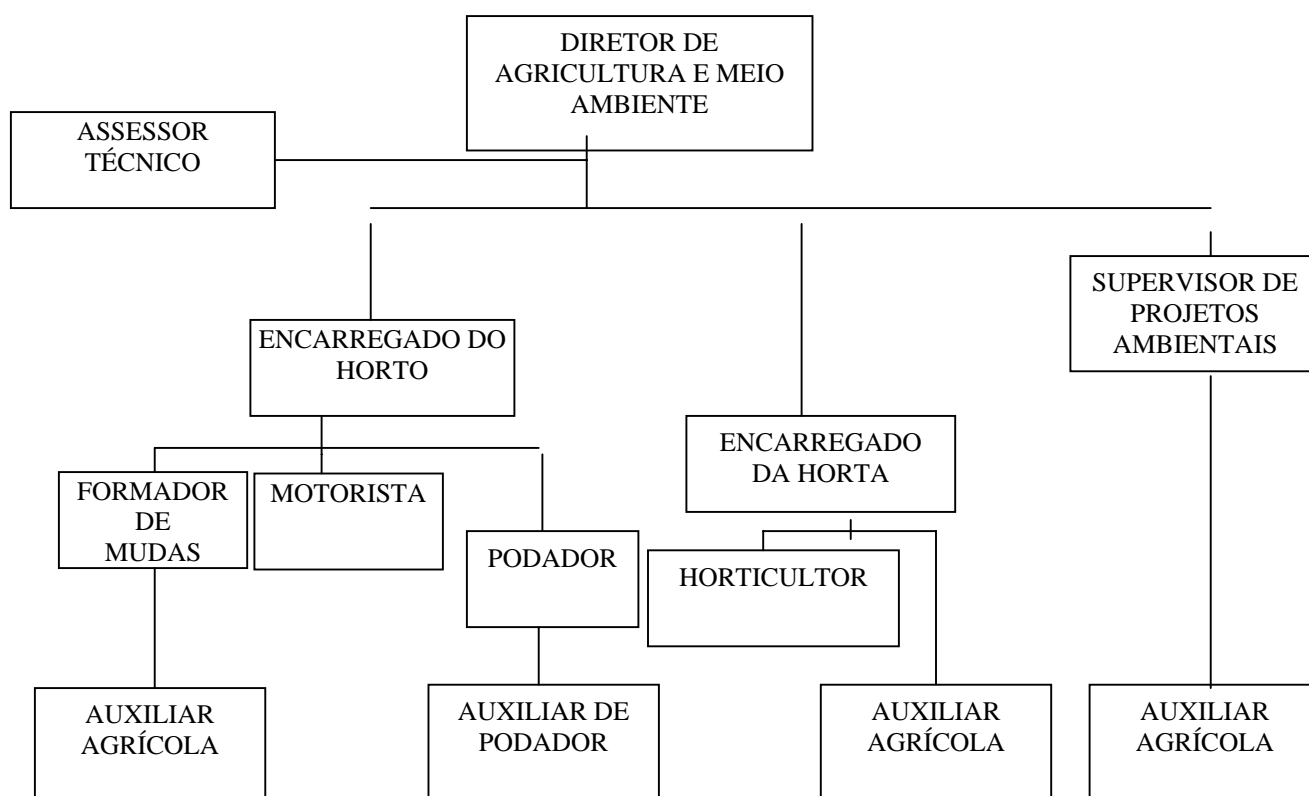 DIRETOR DE
AGRICULTURA E MEIO
AMBIENTE
ASSESSOR
TÉCNICO
SUPERVISOR DE
PROJETOS
AMBIENTAIS
ENCARREGADO DO
HORTO
ENCARREGADO
DA HORTA
FORMADOR
DE
MUDAS
MOTORISTA
PODADOR
HORTICULTOR
AUXILIAR
AGRÍCOLA
AUXILIAR DE
PODADOR
AUXILIAR
AGRÍCOLA
AUXILIAR
AGRÍCOLA